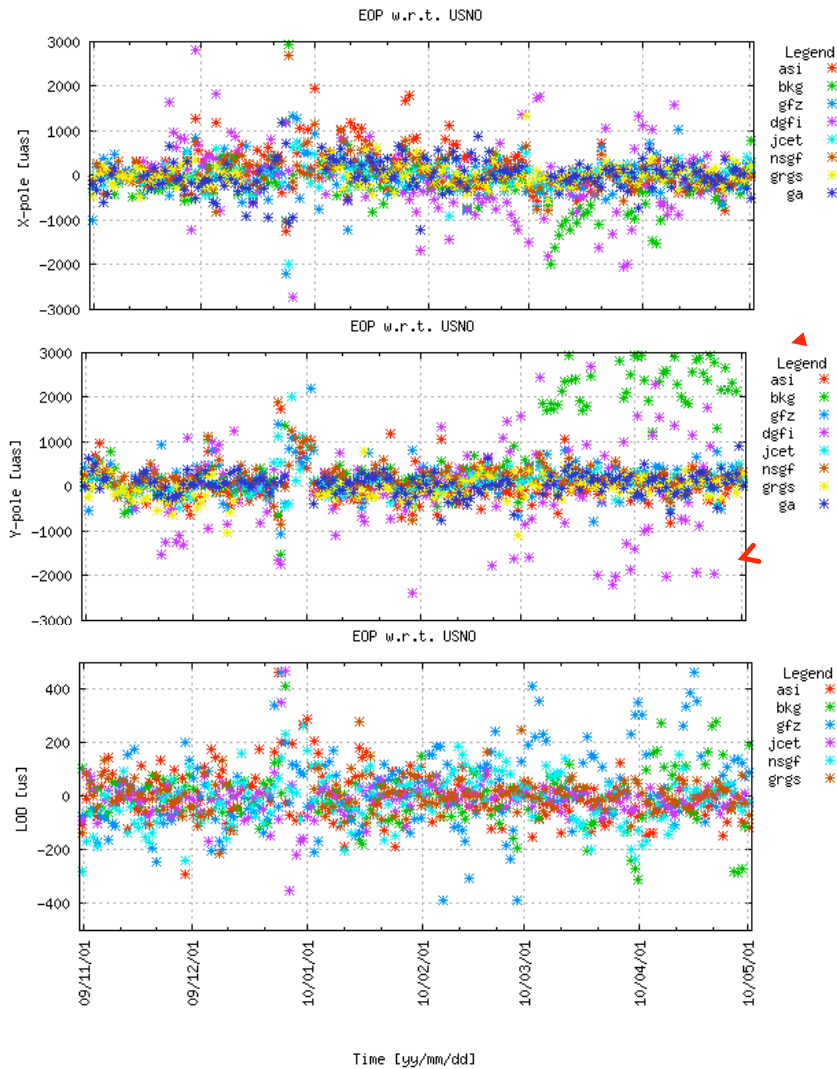 EOP w.r.t. USNO
X-pole [uas]
3000
2000
1000
0
-1000
-2000
-3000
Legend
asi
bkg
gfz
dgfi
jcet
nsgf
grgs
ga
EOP w.r.t. USNO
Y-pole [uas]
3000
2000
1000
0
-1000
-2000
-3000
Legend
asi
bkg
gfz
dgfi
jcet
nsgf
grgs
ga
EOP w.r.t. USNO
LOD [us]
400
200
0
-200
-400
Legend
asi
bkg
gfz
jcet
nsgf
grgs
09/11/01
09/12/01
10/01/01
10/02/01
10/03/01
10/04/01
10/05/01
Time [yy/mm/dd]